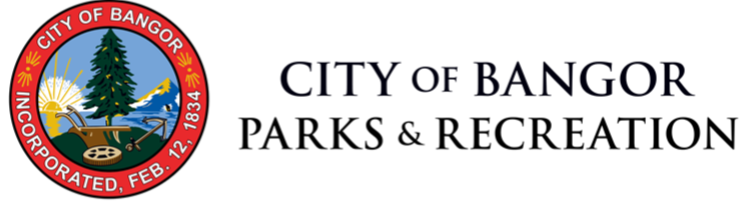 CITY OF BANGOR
INCORPORATED, FEB. 12, 1834
CITY OF BANGOR
PARKS & RECREATION